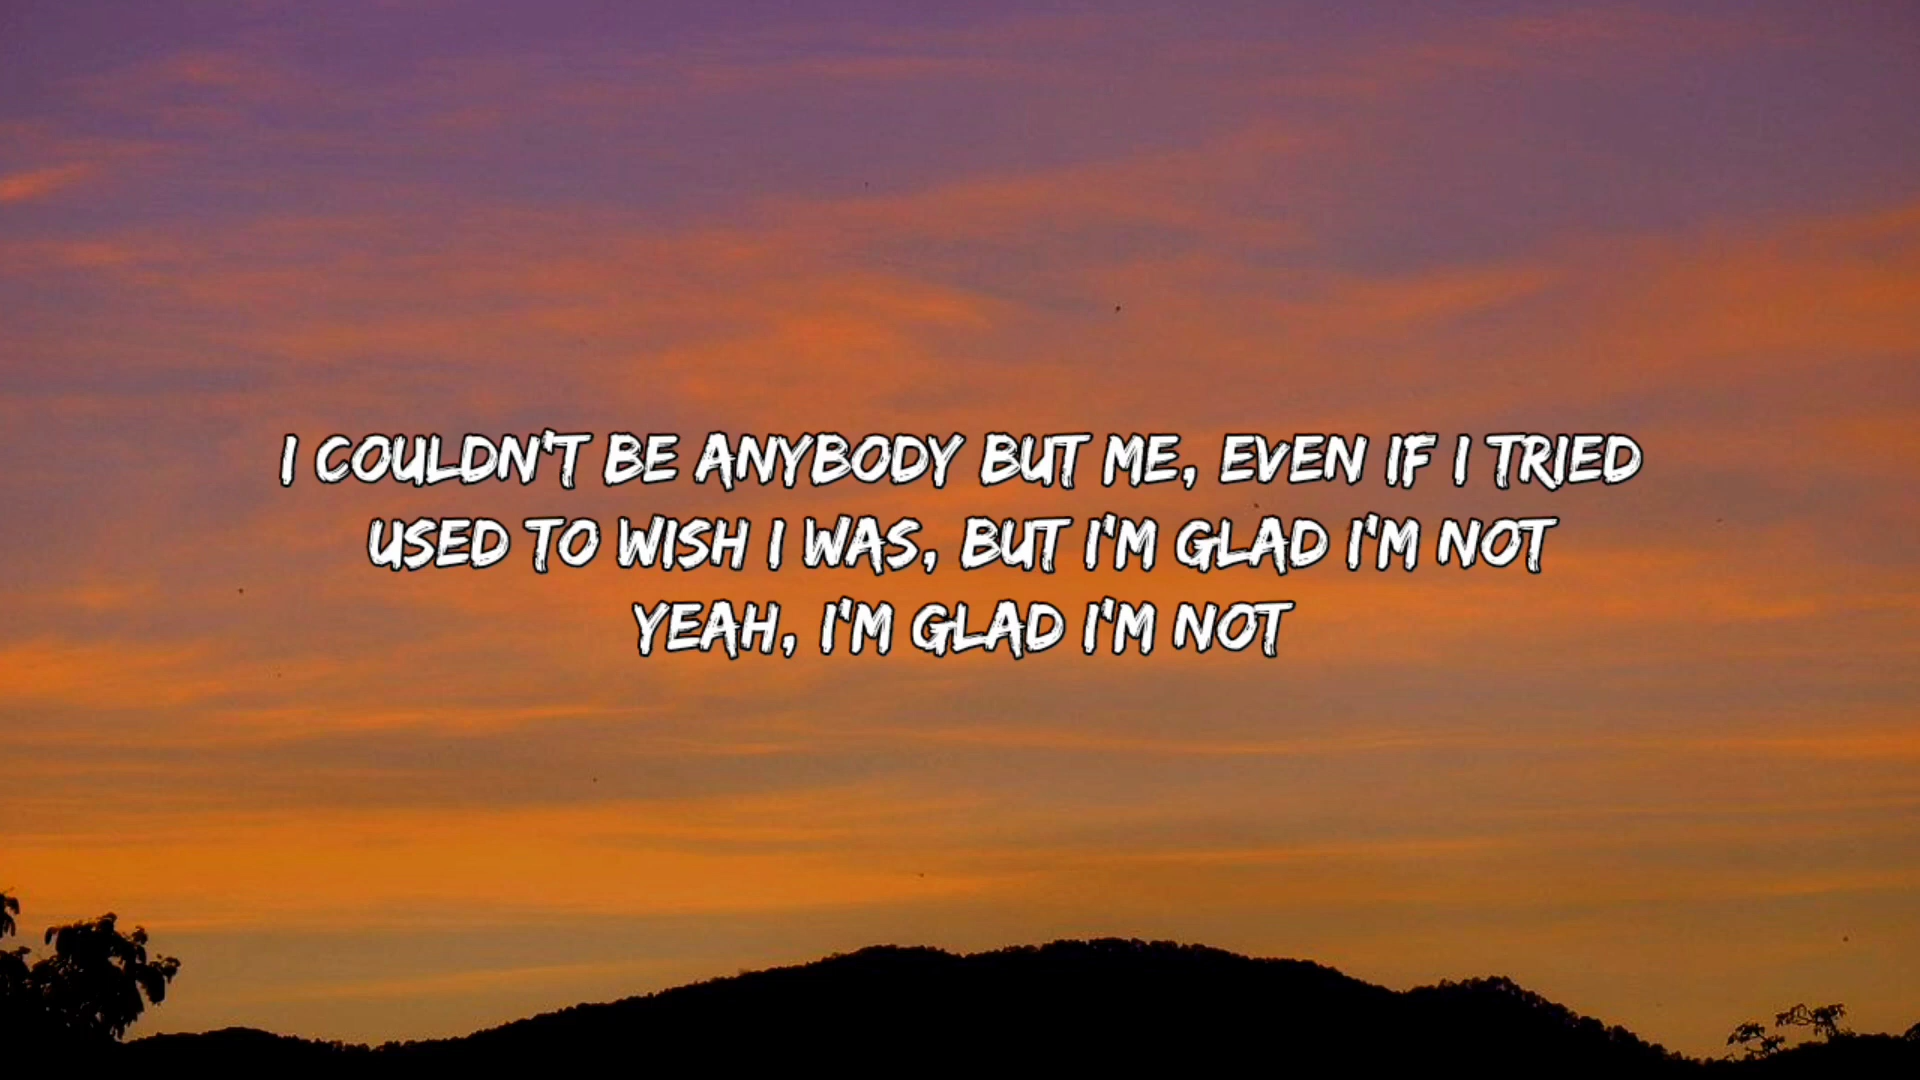 I COULDN'T BE ANYBODY BUT ME, EVEN IF I TRIED
USED TO WISH I WAS, BUT I'M GLAD I'M NOT
YEAH, I'M GLAD I'M NOT